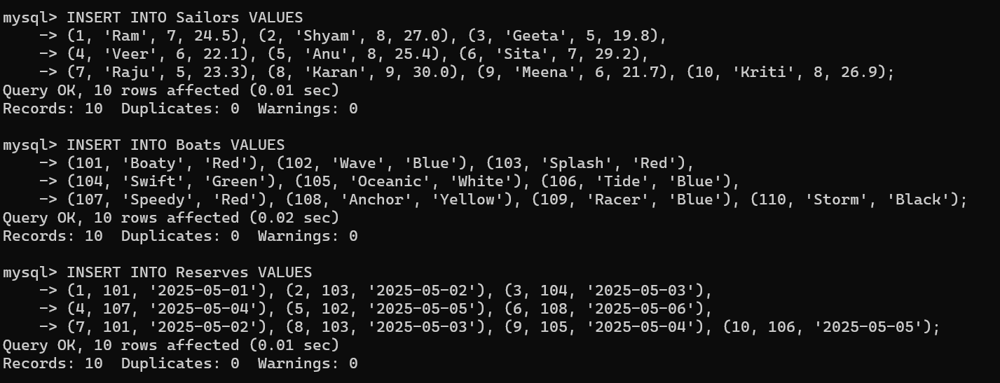 mysql> INSERT INTO Sailors VALUES
    -> (1, 'Ram', 7, 24.5), (2, 'Shyam', 8, 27.0), (3, 'Geeta', 5, 19.8),
    -> (4, 'Veer', 6, 22.1), (5, 'Anu', 8, 25.4), (6, 'Sita', 7, 29.2),
    -> (7, 'Raju', 5, 23.3), (8, 'Karan', 9, 30.0), (9, 'Meena', 6, 21.7), (10, 'Kriti', 8, 26.9);
Query OK, 10 rows affected (0.01 sec)
Records: 10  Duplicates: 0  Warnings: 0

mysql> INSERT INTO Boats VALUES
    -> (101, 'Boaty', 'Red'), (102, 'Wave', 'Blue'), (103, 'Splash', 'Red'),
    -> (104, 'Swift', 'Green'), (105, 'Oceanic', 'White'), (106, 'Tide', 'Blue'),
    -> (107, 'Speedy', 'Red'), (108, 'Anchor', 'Yellow'), (109, 'Racer', 'Blue'), (110, 'Storm', 'Black');
Query OK, 10 rows affected (0.02 sec)
Records: 10  Duplicates: 0  Warnings: 0

mysql> INSERT INTO Reserves VALUES
    -> (1, 101, '2025-05-01'), (2, 103, '2025-05-02'), (3, 104, '2025-05-03'),
    -> (4, 107, '2025-05-04'), (5, 102, '2025-05-05'), (6, 108, '2025-05-06'),
    -> (7, 101, '2025-05-02'), (8, 103, '2025-05-03'), (9, 105, '2025-05-04'), (10, 106, '2025-05-05');
Query OK, 10 rows affected (0.01 sec)
Records: 10  Duplicates: 0  Warnings: 0